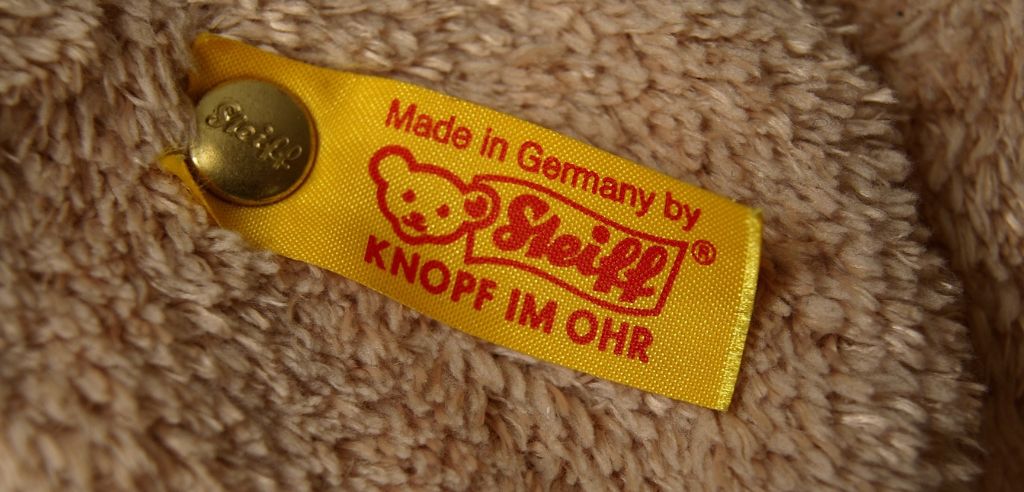 Steiff
Made in Germany by
Steiff®
KNOPF IM OHR